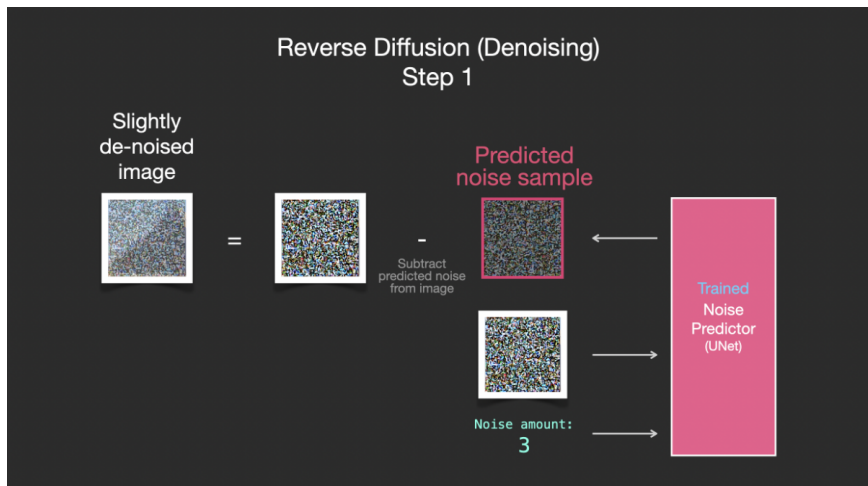 Reverse Diffusion (Denoising)
Step 1
Slightly
de-noised
image
=
-
Subtract
predicted noise
from image
Predicted
noise sample
Noise amount:
3
Trained
Noise
Predictor
(UNet)